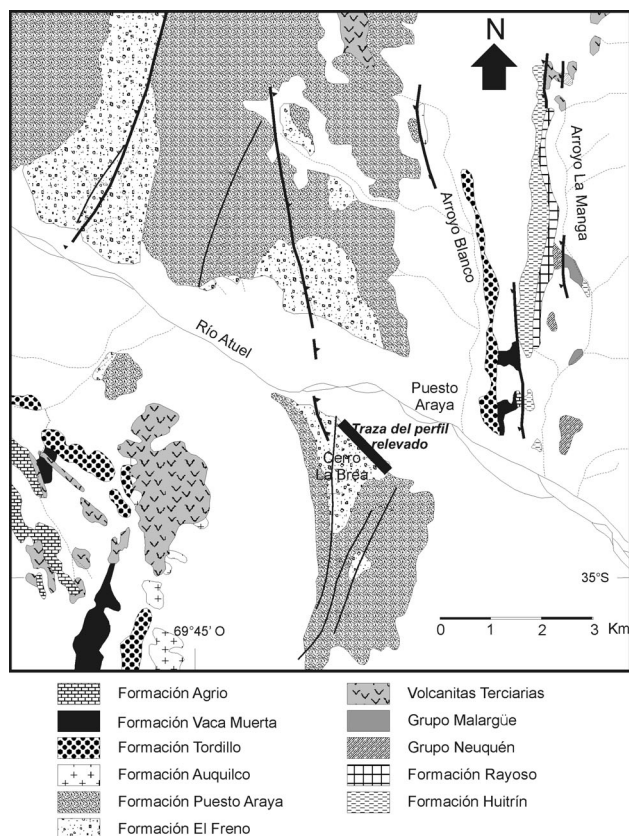 N
Arroyo La Manga
Arroyo Blanco
Río Atuel
Puesto
Araya
Traza del perfil
relevado
Cerro
La Brea
35°S
69°45' O
0 1 2 3 Km
Formación Agrio
Formación Vaca Muerta
Formación Tordillo
Formación Auquilco
Formación Puesto Araya
Formación El Freno
Volcanitas Terciarias
Grupo Malargüe
Grupo Neuquén
Formación Rayoso
Formación Huitrín